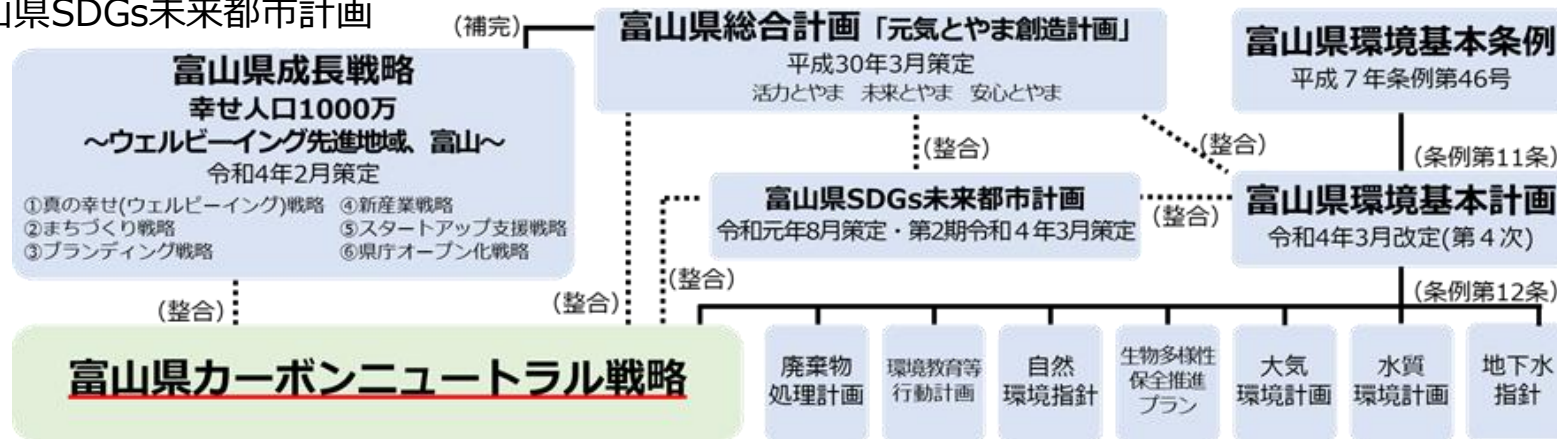 県SDGs未来都市計画
(補完)
富山県総合計画「元気とやま創造計画」
平成30年3月策定
活力とやま 未来とやま 安心とやま
富山県環境基本条例
平成7年条例第46号
富山県成長戦略
幸せ人口1000万
～ウェルビーイング先進地域、富山～
令和4年2月策定
①真の幸せ(ウェルビーイング)戦略 ④新産業戦略
②まちづくり戦略 ⑤スタートアップ支援戦略
③ブランディング戦略 ⑥県庁オープン化戦略
(整合)
(整合)
(条例第11条)
富山県SDGs未来都市計画
令和元年8月策定・第2期令和4年3月策定
(整合)
富山県環境基本計画
令和4年3月改定(第4次)
(整合)
(整合)
(整合)
(条例第12条)
富山県カーボンニュートラル戦略
廃棄物
処理計画
環境教育等
行動計画
自然
環境指針
生物多様性
保全推進
プラン
大気
環境計画
水質
環境計画
地下水
指針